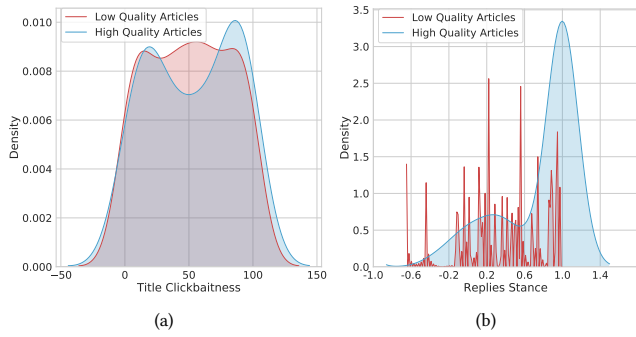 Low Quality Articles
High Quality Articles
0.010
0.008
0.006
0.004
0.002
0.000
Density
−50 0 50 100 150
Title Clickbaitness
(a)
Low Quality Articles
High Quality Articles
3.5
3.0
2.5
2.0
1.5
1.0
0.5
0.0
Density
-1.0 -0.6 -0.2 0.2 0.6 1.0 1.4
Replies Stance
(b)